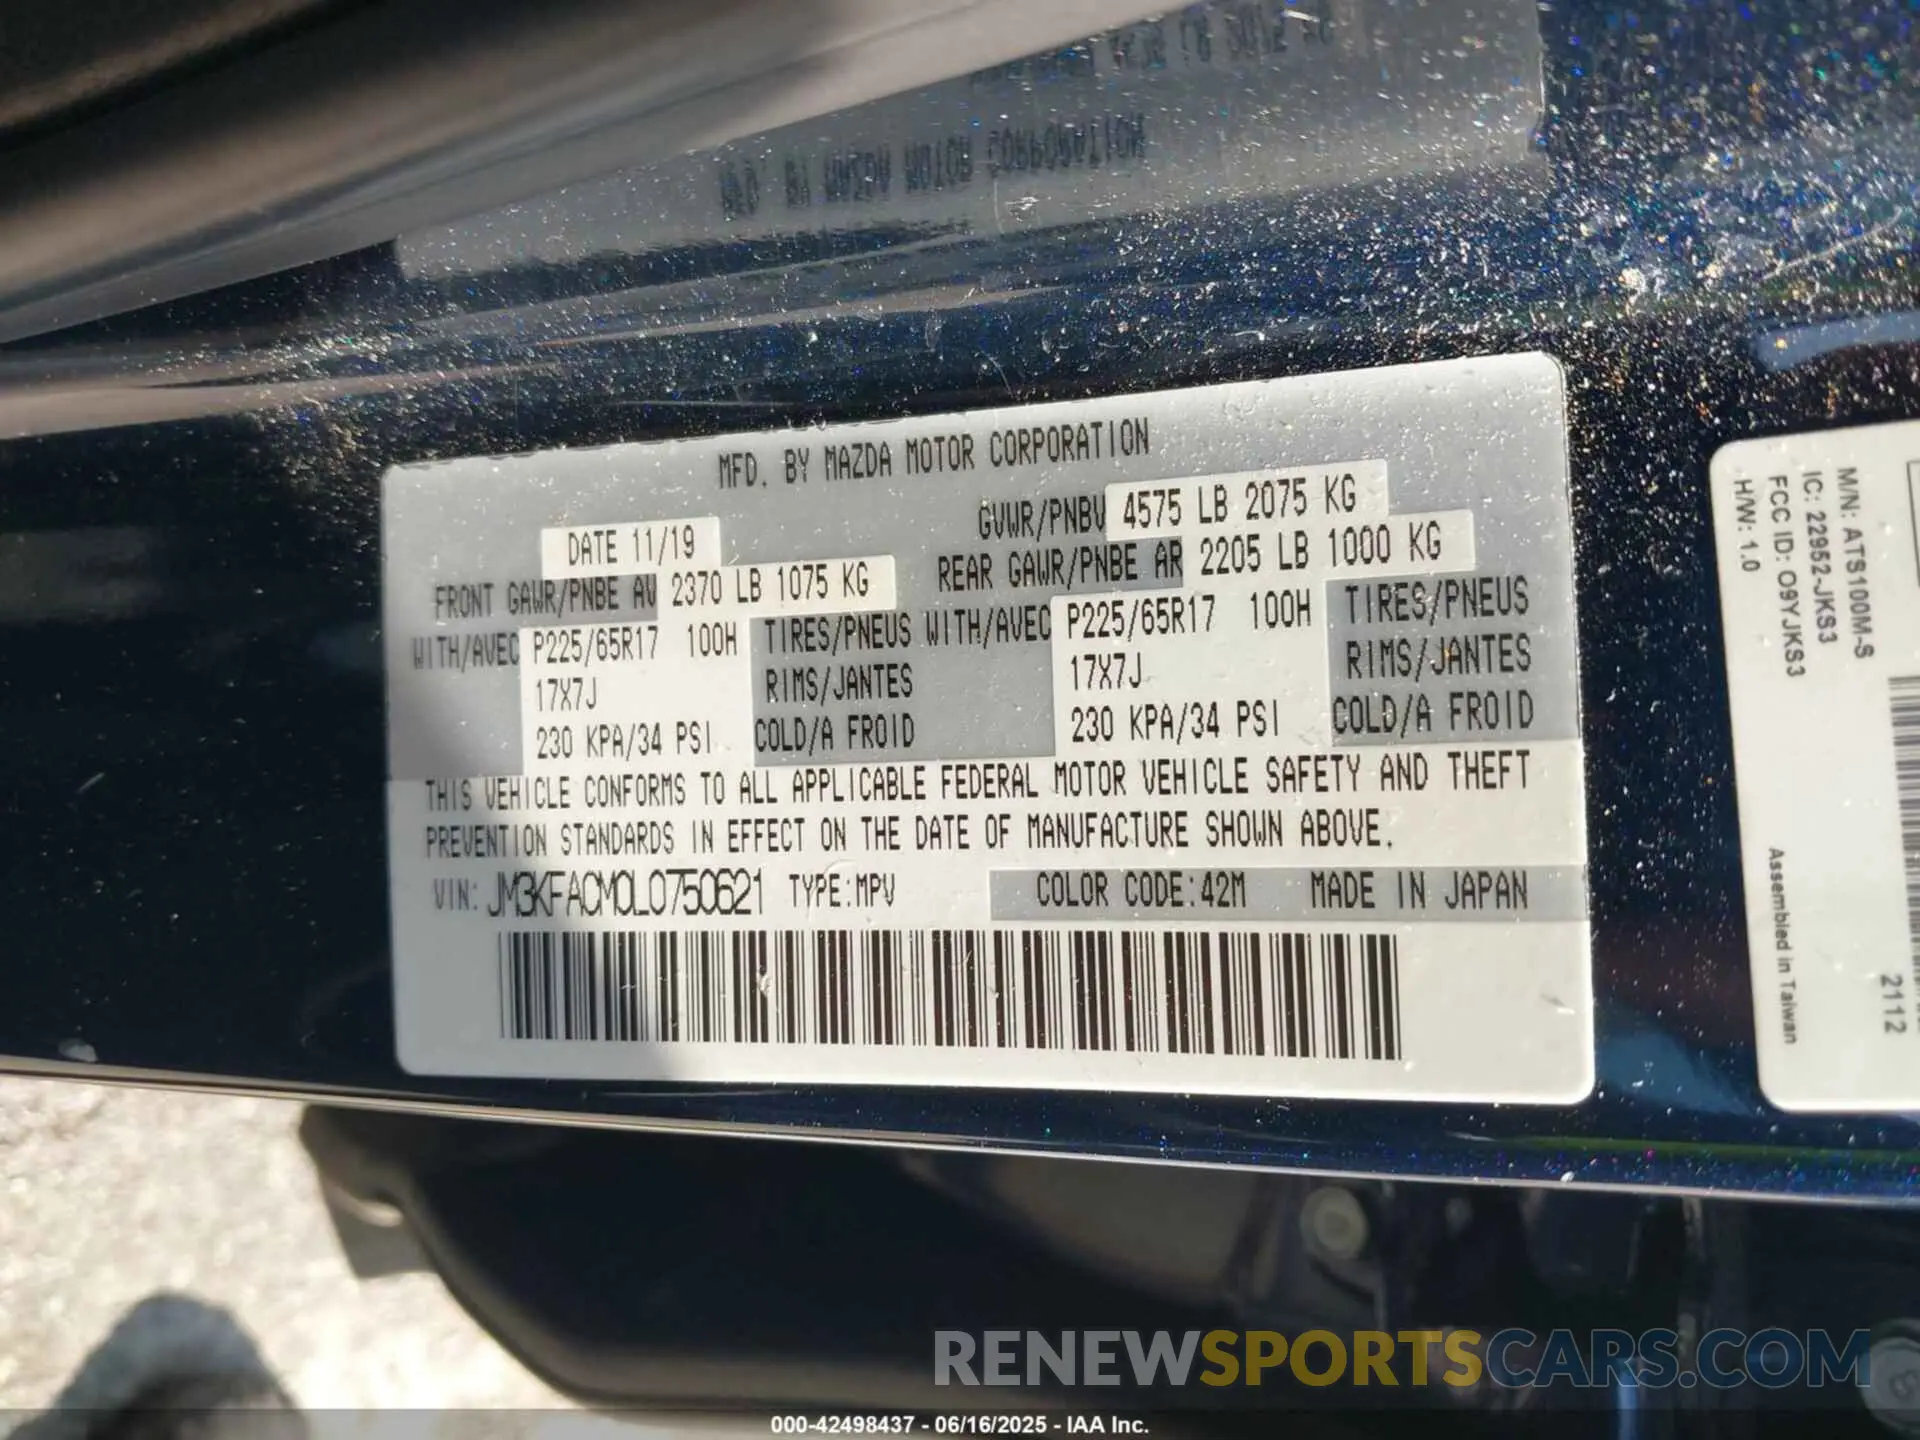 MFD. BY MAZDA MOTOR CORPORATION
DATE 11/19
GVWR/PNBV 4575 LB 2075 KG
FRONT GAWR/PNBE AV 2370 LB 1075 KG
REAR GAWR/PNBE AR 2205 LB 1000 KG
WITH/AVEC P225/65R17 100H TIRES/PNEUS WITH/AVEC P225/65R17 100H TIRES/PNEUS
17X7J RIMS/JANTES 17X7J RIMS/JANTES
230 KPA/34 PSI COLD/A FROID 230 KPA/34 PSI COLD/A FROID
THIS VEHICLE CONFORMS TO ALL APPLICABLE FEDERAL MOTOR VEHICLE SAFETY AND THEFT
PREVENTION STANDARDS IN EFFECT ON THE DATE OF MANUFACTURE SHOWN ABOVE.
VIN: JM3KFACM0L0750621 TYPE:MPV COLOR CODE:42M MADE IN JAPAN
M/N: ATS100M-S
IC: 22952-JKS3
FCC ID: O9YJKS3
H/W: 1.0
Assembled in Taiwan
2112
RENEWSPORTSCARS.COM
000-42498437 - 06/16/2025 - IAA Inc.